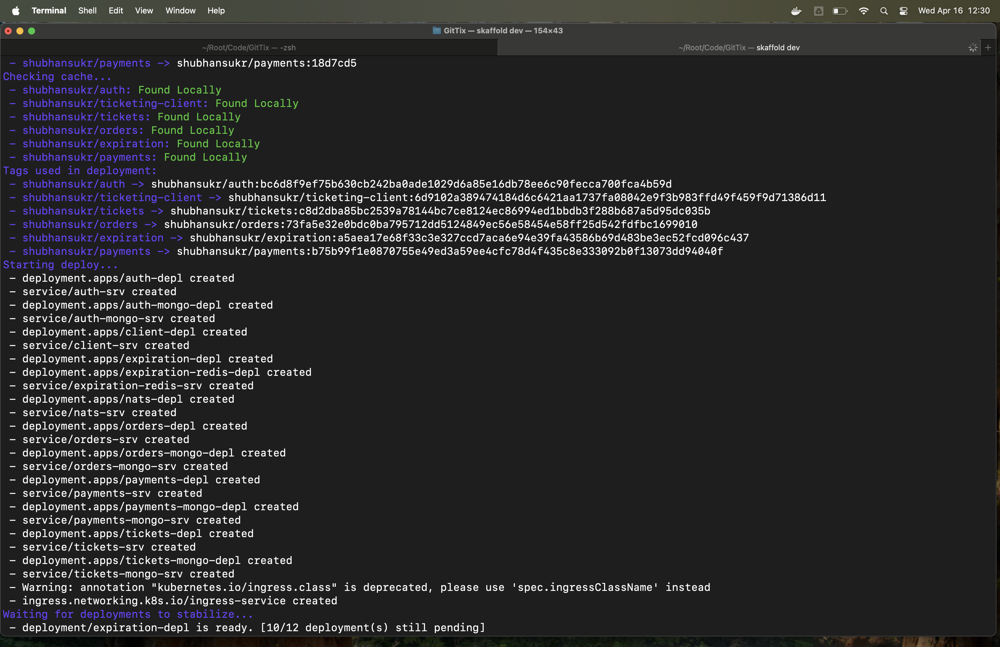 Terminal Shell Edit View Window Help Wed Apr 16 12:30
GitTix — skaffold dev — 154×43
~/Root/Code/GitTix — -zsh ~/Root/Code/GitTix — skaffold dev +
- shubhansukr/payments -> shubhansukr/payments:18d7cd5
Checking cache...
- shubhansukr/auth: Found Locally
- shubhansukr/ticketing-client: Found Locally
- shubhansukr/tickets: Found Locally
- shubhansukr/orders: Found Locally
- shubhansukr/expiration: Found Locally
- shubhansukr/payments: Found Locally
Tags used in deployment:
- shubhansukr/auth -> shubhansukr/auth:bc6d8f9ef75b630cb242ba0ade1029d6a85e16db78ee6c90fecca700fca4b59d
- shubhansukr/ticketing-client -> shubhansukr/ticketing-client:6d9102a389474184d6c6421aa1737fa08042e9f3b983ffd49f459f9d71386d11
- shubhansukr/tickets -> shubhansukr/tickets:c8d2dba85bc2539a78144bc7ce8124ec86994ed1bbdb3f288b687a5d95dc035b
- shubhansukr/orders -> shubhansukr/orders:73fa5e32e0bdc0ba795712dd5124849ec56e58454e58ff25d542fdfbc1699010
- shubhansukr/expiration -> shubhansukr/expiration:a5aea17e68f33c3e327ccd7aca6e94e39fa43586b69d483be3ec52fcd096c437
- shubhansukr/payments -> shubhansukr/payments:b75b99f1e0870755e49ed3a59ee4cfc78d4f435c8e333092b0f13073dd94040f
Starting deploy...
- deployment.apps/auth-depl created
- service/auth-srv created
- deployment.apps/auth-mongo-depl created
- service/auth-mongo-srv created
- deployment.apps/client-depl created
- service/client-srv created
- deployment.apps/expiration-depl created
- deployment.apps/expiration-redis-depl created
- service/expiration-redis-srv created
- deployment.apps/nats-depl created
- service/nats-srv created
- deployment.apps/orders-depl created
- service/orders-srv created
- deployment.apps/orders-mongo-depl created
- service/orders-mongo-srv created
- deployment.apps/payments-depl created
- service/payments-srv created
- deployment.apps/payments-mongo-depl created
- service/payments-mongo-srv created
- deployment.apps/tickets-depl created
- service/tickets-srv created
- deployment.apps/tickets-mongo-depl created
- service/tickets-mongo-srv created
- Warning: annotation "kubernetes.io/ingress.class" is deprecated, please use 'spec.ingressClassName' instead
- ingress.networking.k8s.io/ingress-service created
Waiting for deployments to stabilize...
- deployment/expiration-depl is ready. [10/12 deployment(s) still pending]